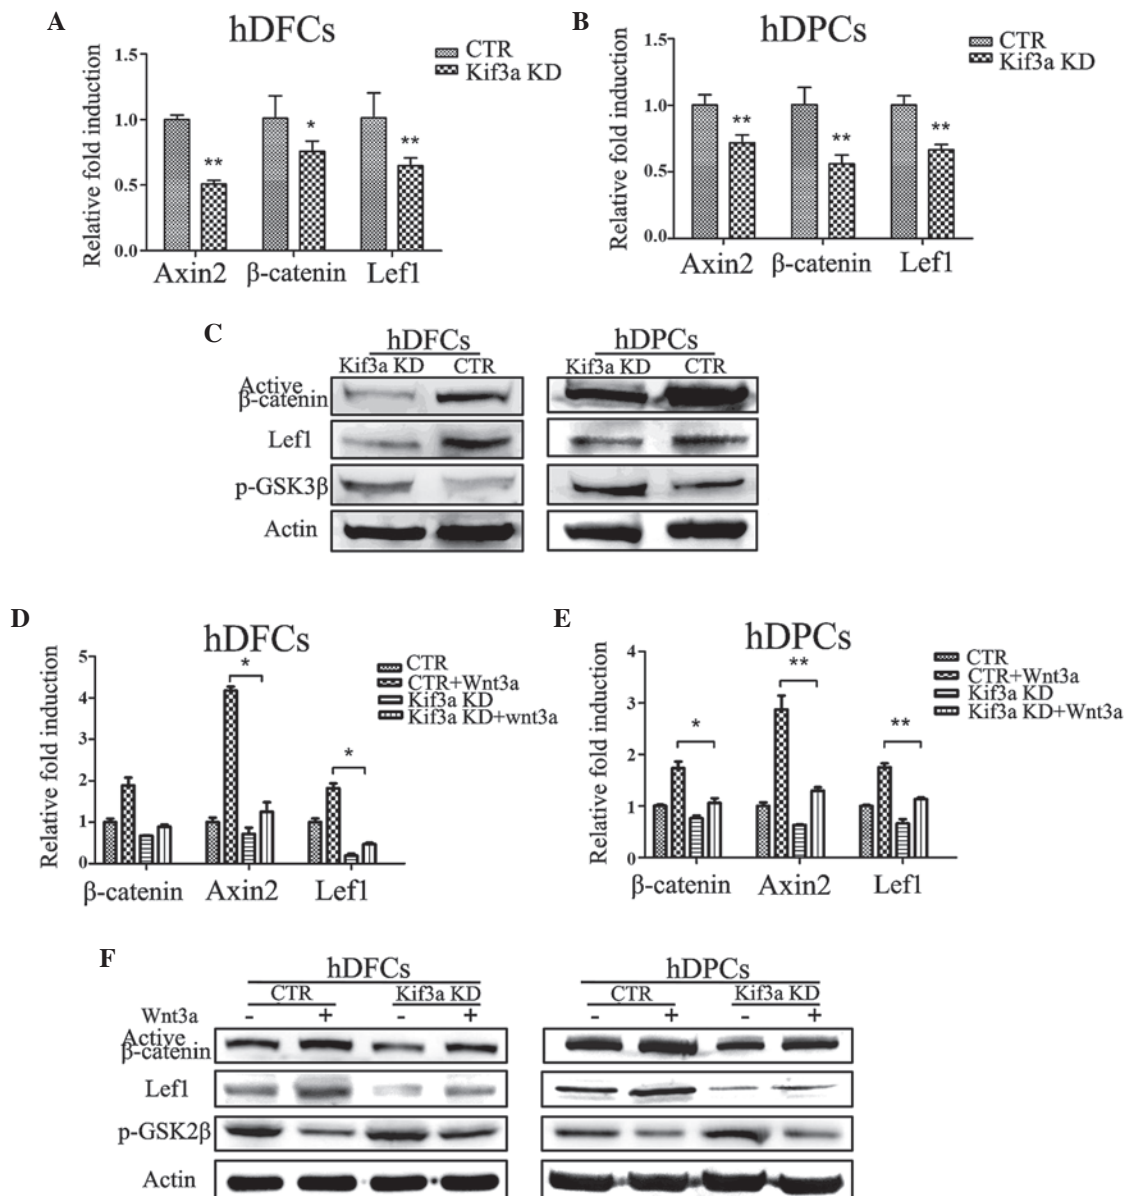 A
hDFCs
CTR
Kif3a KD
Relative fold induction
1.5
1.0
0.5
0.0
**
*
**
Axin2 β-catenin Lef1
B
hDPCs
CTR
Kif3a KD
Relative fold induction
1.5
1.0
0.5
0.0
**
**
**
Axin2 β-catenin Lef1
C
hDFCs hDPCs
Kif3a KD CTR Kif3a KD CTR
Active
β-catenin
Lef1
p-GSK3β
Actin
D
hDFCs
CTR
CTR+Wnt3a
Kif3a KD
Kif3a KD+wnt3a
Relative fold induction
5
4
3
2
1
0
*
*
β-catenin Axin2 Lef1
E
hDPCs
CTR
CTR+Wnt3a
Kif3a KD
Kif3a KD+Wnt3a
Relative fold induction
4
3
2
1
0
*
**
**
β-catenin Axin2 Lef1
F
hDFCs hDPCs
CTR Kif3a KD CTR Kif3a KD
Wnt3a - + - + - + - +
Active
β-catenin
Lef1
p-GSK2β
Actin